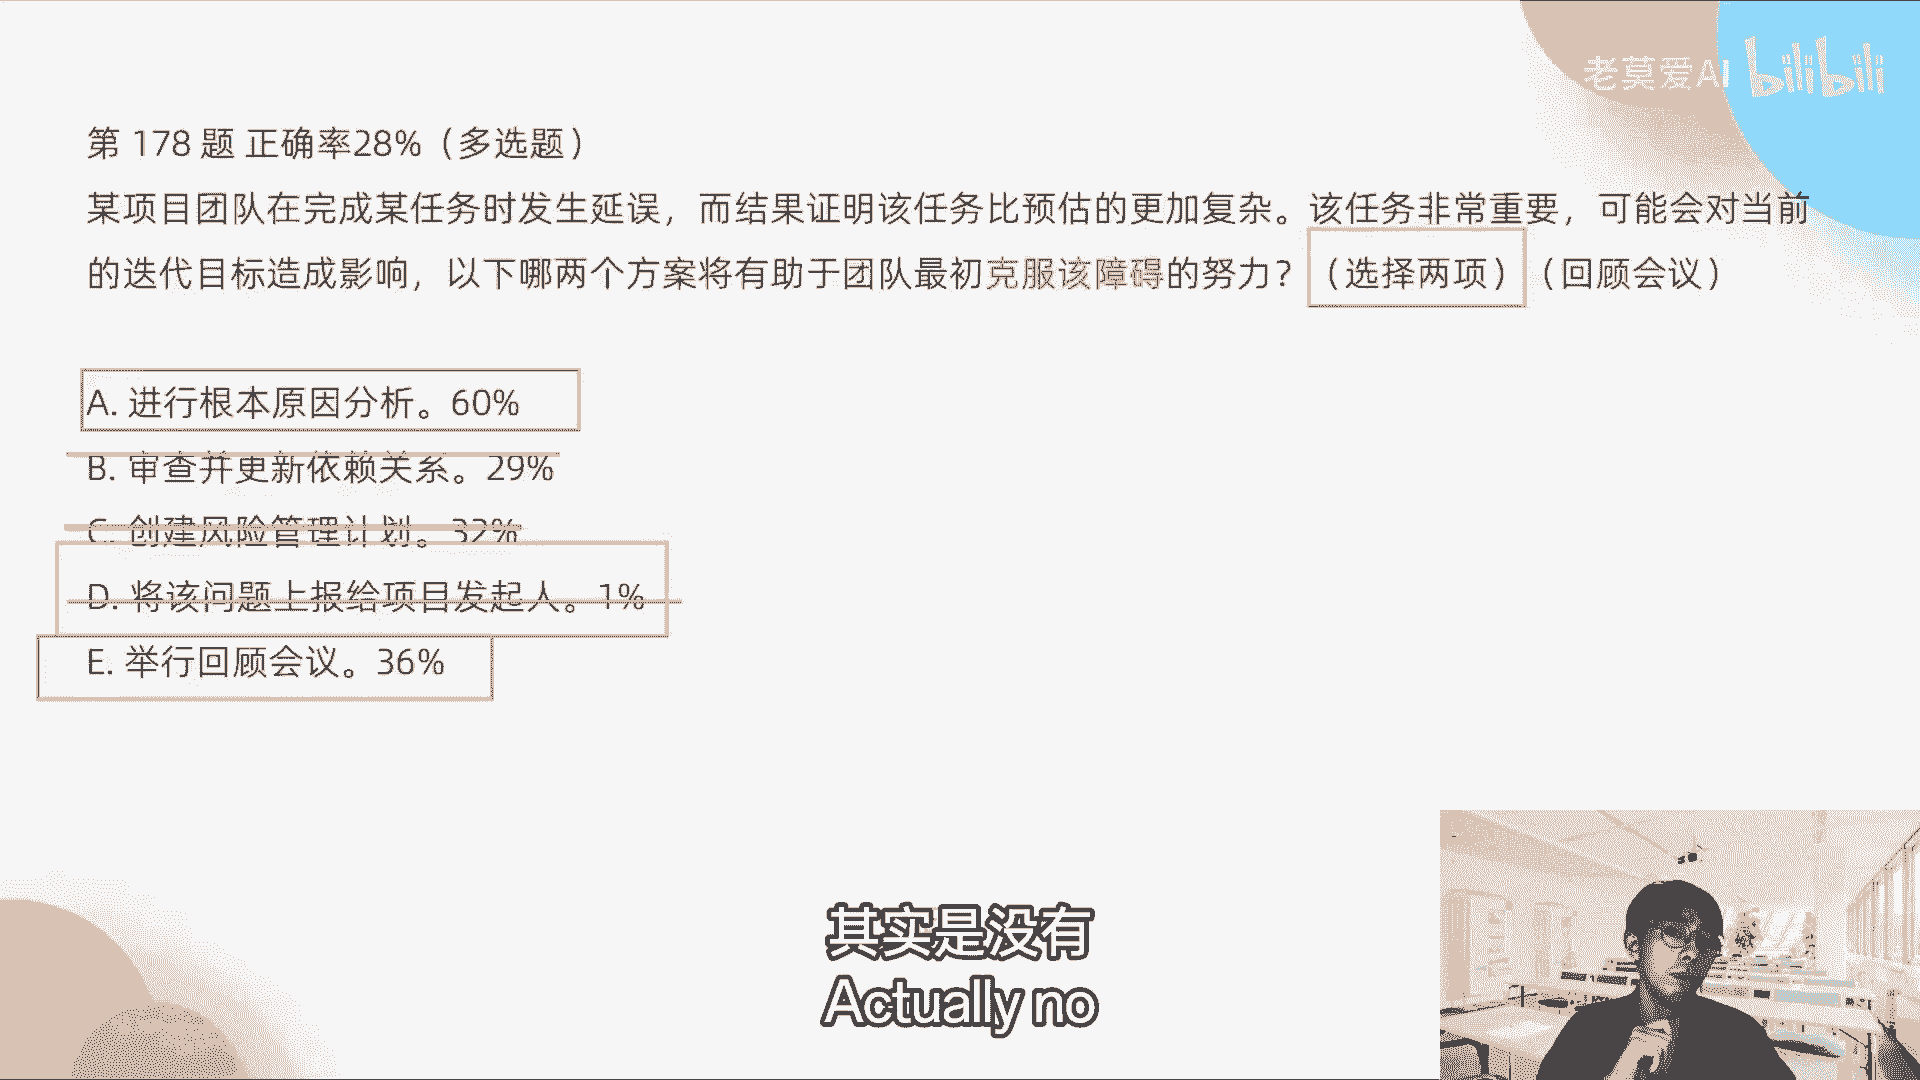 老莫爱AI bilibili
第 178 题 正确率28%（多选题）
某项目团队在完成某任务时发生延误，而结果证明该任务比预估的更加复杂。该任务非常重要，可能会对当前
的迭代目标造成影响，以下哪两个方案将有助于团队最初克服该障碍的努力？（选择两项）（回顾会议）
A. 进行根本原因分析。60%
B. 审查并更新依赖关系。29%
C. 创建风险管理计划。32%
D. 将该问题上报给项目发起人。1%
E. 举行回顾会议。36%
其实是没有
Actually no